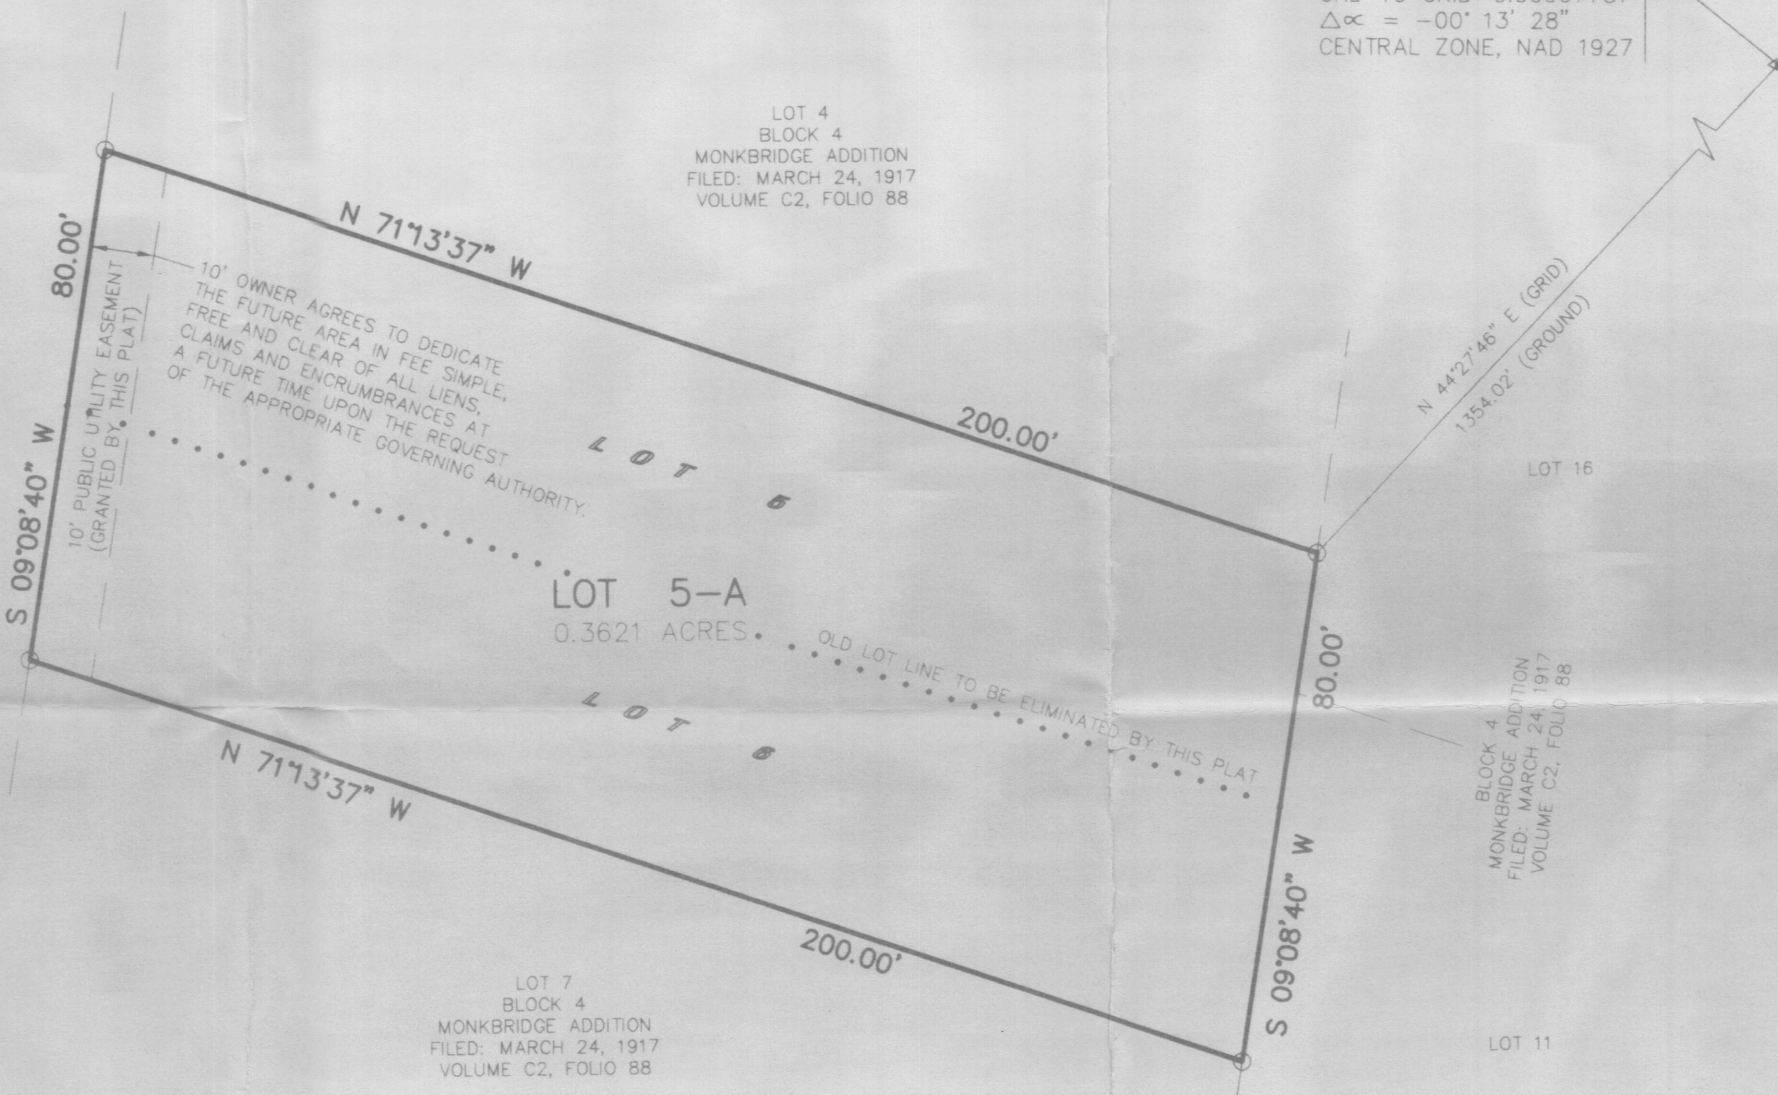 Δ∝ = -00° 13' 28"
CENTRAL ZONE, NAD 1927
LOT 4
BLOCK 4
MONKBRIDGE ADDITION
FILED: MARCH 24, 1917
VOLUME C2, FOLIO 88
N 71°13'37" W
200.00'
80.00'
S 09°08'40" W
10' PUBLIC UTILITY EASEMENT
(GRANTED BY THIS PLAT)
10' OWNER AGREES TO DEDICATE
THE FUTURE AREA IN FEE SIMPLE,
FREE AND CLEAR OF ALL LIENS,
CLAIMS AND ENCRUMBRANCES AT
A FUTURE TIME UPON THE REQUEST
OF THE APPROPRIATE GOVERNING AUTHORITY.
LOT 5
N 44°27'46" E (GRID)
1354.02' (GROUND)
LOT 16
LOT 5-A
0.3621 ACRES
OLD LOT LINE TO BE ELIMINATED BY THIS PLAT
LOT 6
80.00'
S 09°08'40" W
BLOCK 4
MONKBRIDGE ADDITION
FILED: MARCH 24, 1917
VOLUME C2, FOLIO 88
N 71°13'37" W
200.00'
LOT 7
BLOCK 4
MONKBRIDGE ADDITION
FILED: MARCH 24, 1917
VOLUME C2, FOLIO 88
LOT 11